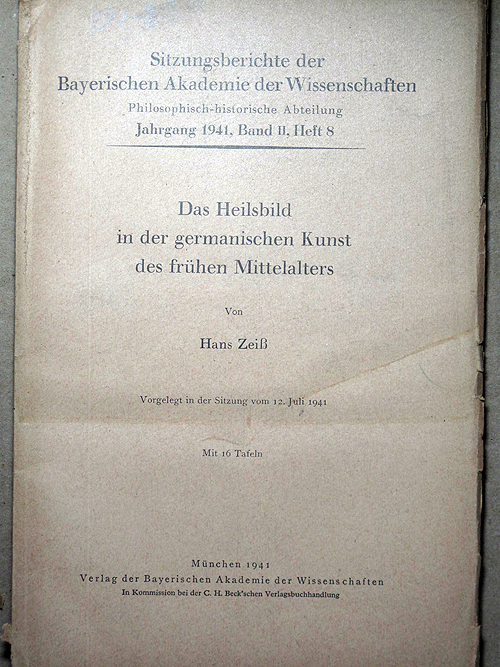 Sitzungsberichte der
Bayerischen Akademie der Wissenschaften
Philosophisch-historische Abteilung
Jahrgang 1941, Band II, Heft 8
Das Heilsbild
in der germanischen Kunst
des frühen Mittelalters
Von
Hans Zeiß
Vorgelegt in der Sitzung vom 12. Juli 1941
Mit 16 Tafeln
München 1941
Verlag der Bayerischen Akademie der Wissenschaften
In Kommission bei der C. H. Beck'schen Verlagsbuchhandlung